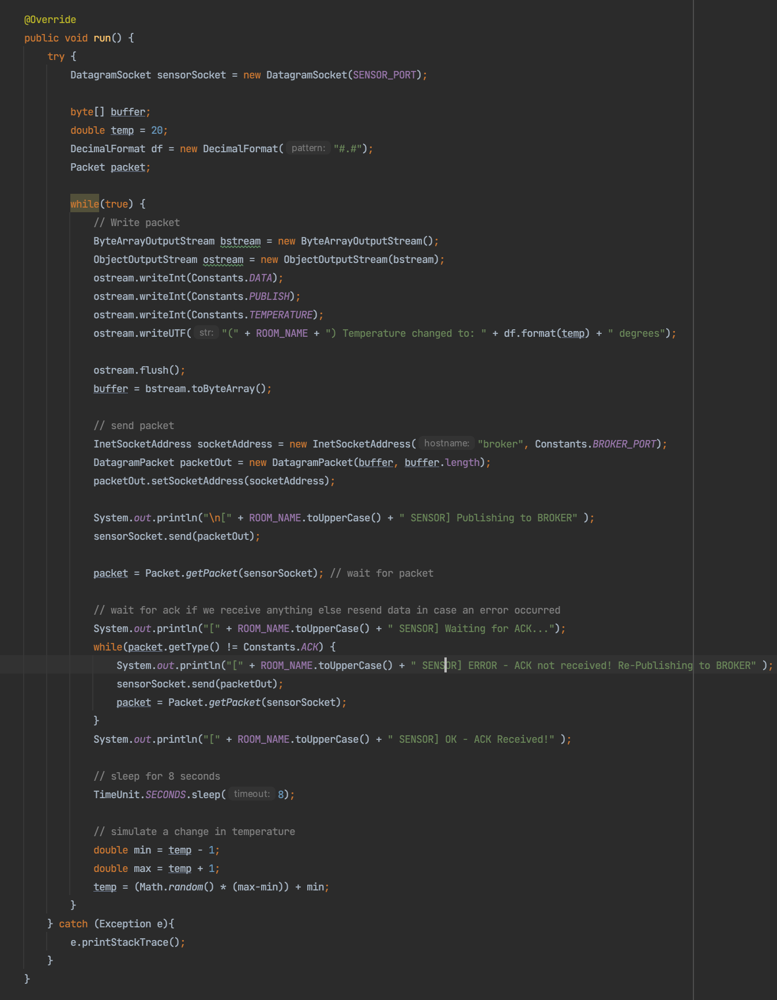 @Override
public void run() {
try {
DatagramSocket sensorSocket = new DatagramSocket(SENSOR_PORT);
byte[] buffer;
double temp = 20;
DecimalFormat df = new DecimalFormat( pattern: "#.#");
Packet packet;
while(true) {
// Write packet
ByteArrayOutputStream bstream = new ByteArrayOutputStream();
ObjectOutputStream ostream = new ObjectOutputStream(bstream);
ostream.writeInt(Constants.DATA);
ostream.writeInt(Constants.PUBLISH);
ostream.writeInt(Constants.TEMPERATURE);
ostream.writeUTF( str: "(" + ROOM_NAME + ") Temperature changed to: " + df.format(temp) + " degrees");
ostream.flush();
buffer = bstream.toByteArray();
// send packet
InetSocketAddress socketAddress = new InetSocketAddress( hostname: "broker", Constants.BROKER_PORT);
DatagramPacket packetOut = new DatagramPacket(buffer, buffer.length);
packetOut.setSocketAddress(socketAddress);
System.out.println("\n[" + ROOM_NAME.toUpperCase() + " SENSOR] Publishing to BROKER" );
sensorSocket.send(packetOut);
packet = Packet.getPacket(sensorSocket); // wait for packet
// wait for ack if we receive anything else resend data in case an error occurred
System.out.println("[" + ROOM_NAME.toUpperCase() + " SENSOR] Waiting for ACK...");
while(packet.getType() != Constants.ACK) {
System.out.println("[" + ROOM_NAME.toUpperCase() + " SENSOR] ERROR - ACK not received! Re-Publishing to BROKER" );
sensorSocket.send(packetOut);
packet = Packet.getPacket(sensorSocket);
}
System.out.println("[" + ROOM_NAME.toUpperCase() + " SENSOR] OK - ACK Received!" );
// sleep for 8 seconds
TimeUnit.SECONDS.sleep( timeout: 8);
// simulate a change in temperature
double min = temp - 1;
double max = temp + 1;
temp = (Math.random() * (max-min)) + min;
}
} catch (Exception e){
e.printStackTrace();
}
}